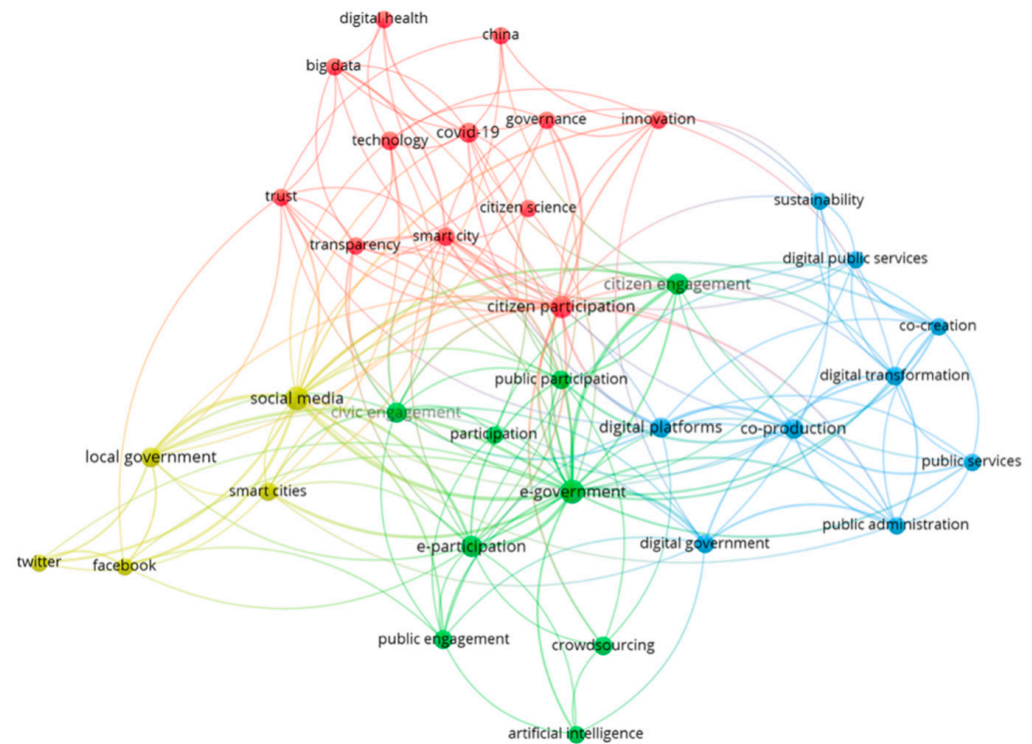 digital health
china
big data
governance
innovation
covid-19
technology
trust
sustainability
citizen science
smart city
transparency
digital public services
citizen engagement
citizen participation
co-creation
digital transformation
public participation
social media
civic engagement
digital platforms
co-production
participation
local government
public services
smart cities
e-government
public administration
digital government
e-participation
twitter
facebook
public engagement
crowdsourcing
artificial intelligence